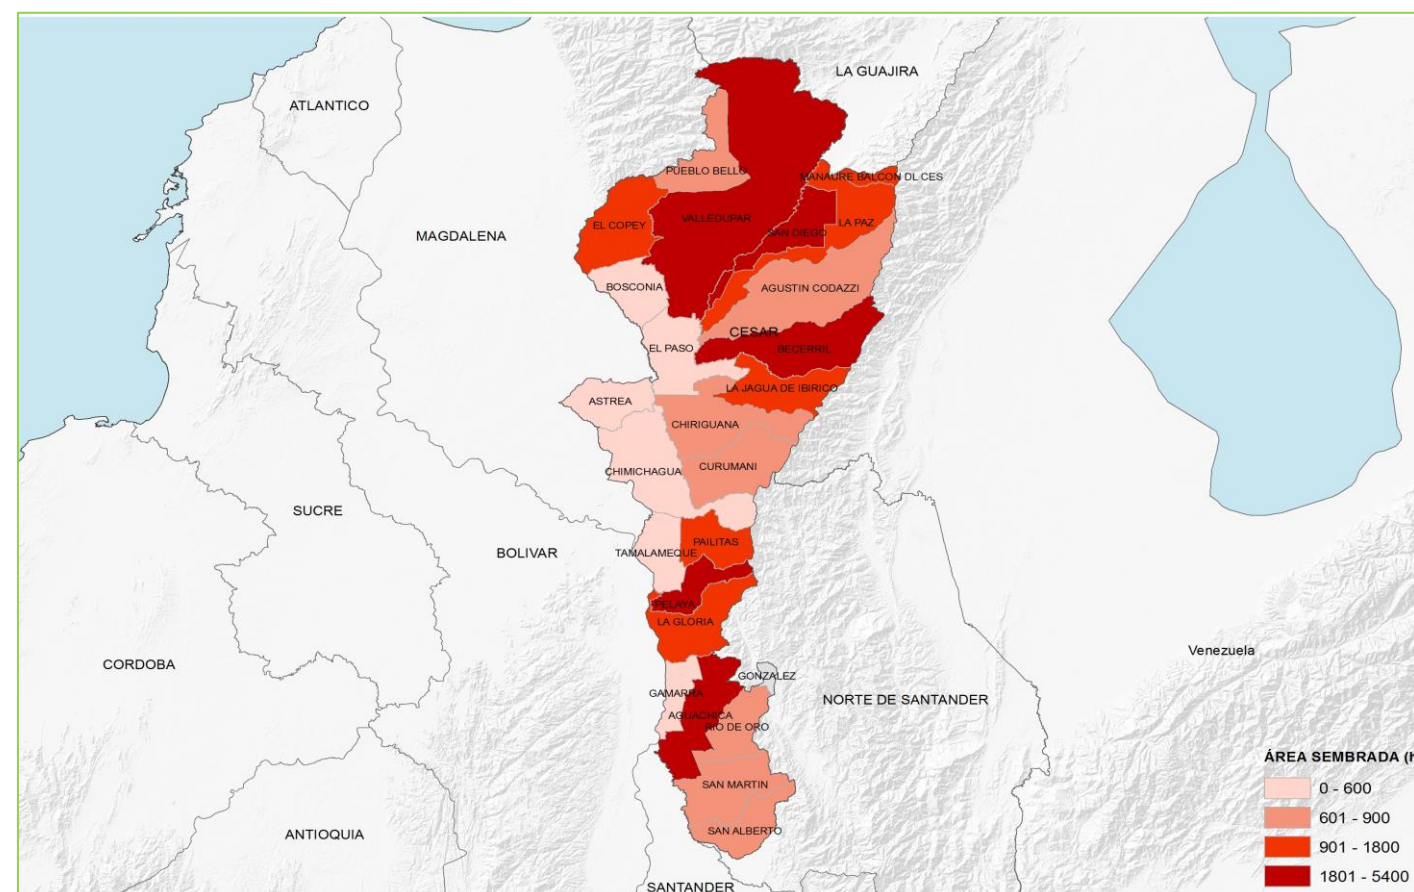 LA GUAJIRA
ATLANTICO
PUEBLO BELLO
MANAURE BALCON DL CES
EL COPEY
VALLEDUPAR
LA PAZ
SAN DIEGO
MAGDALENA
BOSCONIA
AGUSTIN CODAZZI
CESAR
EL PASO
BECERRIL
LA JAGUA DE IBIRICO
ASTREA
CHIRIGUANA
CURUMANI
CHIMICHAGUA
SUCRE
BOLIVAR
TAMALAMEQUE
PAILITAS
PELAYA
LA GLORIA
Venezuela
CORDOBA
GONZALEZ
GAMARRA
NORTE DE SANTANDER
AGUACHICA
RIO DE ORO
SAN MARTIN
SAN ALBERTO
ANTIOQUIA
SANTANDER
ÁREA SEMBRADA (h
0 - 600
601 - 900
901 - 1800
1801 - 5400